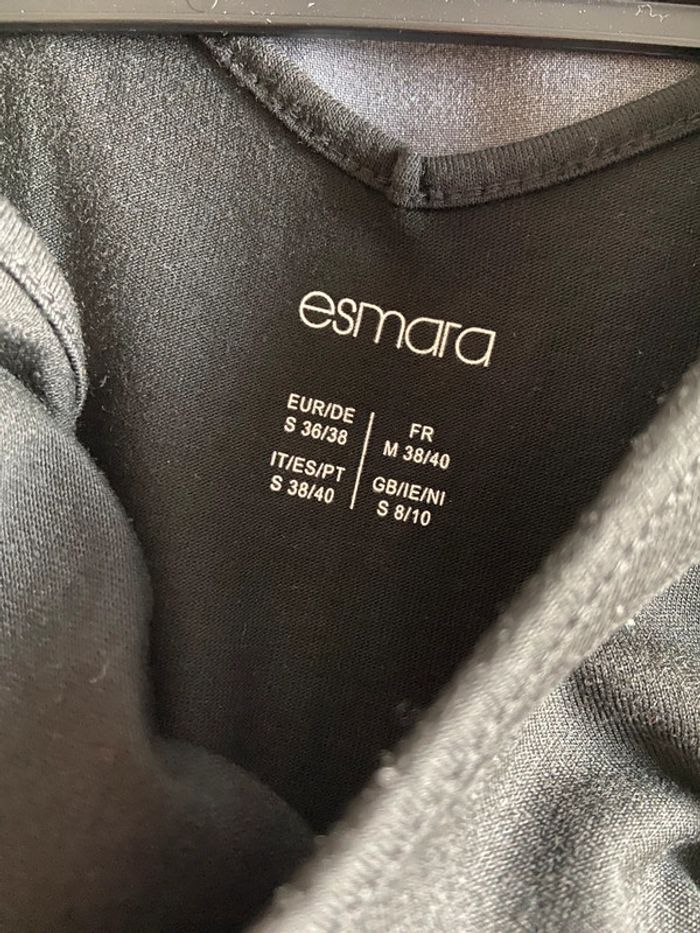 esmara
EUR/DE
S 36/38
FR
M 38/40
IT/ES/PT
S 38/40
GB/IE/NI
S 8/10